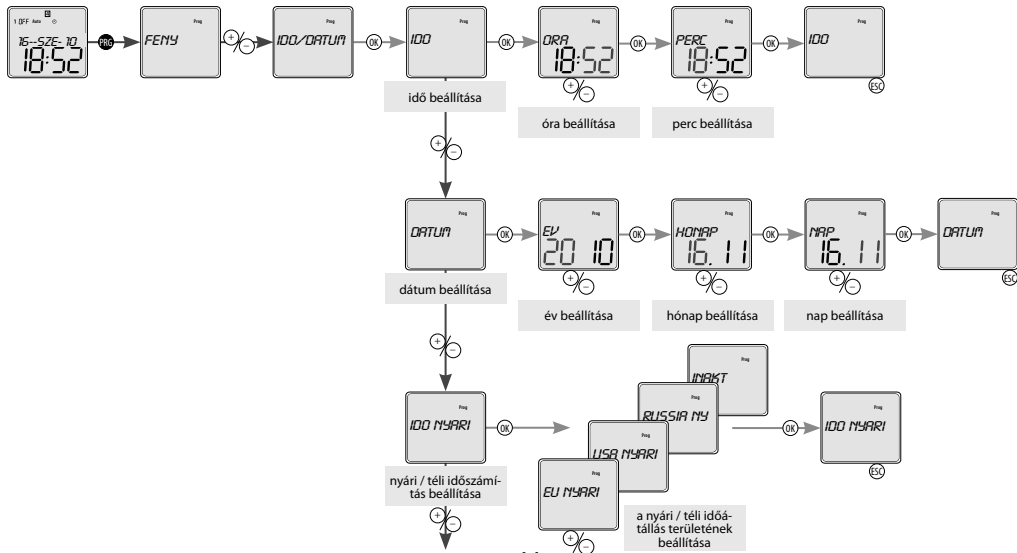 1 OFF Auto
16--SZE-10
18:52
PRG
Prog
FENY
+/−
Prog
IDO/DATUM
OK
Prog
IDO
OK
Prog
ORA
18:52
OK
Prog
PERC
18:52
OK
Prog
IDO
ESC
idő beállítása
+/−
óra beállítása
+/−
perc beállítása
+/−
Prog
DATUM
OK
Prog
EV
20 10
OK
Prog
HONAP
16. 11
OK
Prog
NAP
16. 11
OK
Prog
DATUM
ESC
dátum beállítása
+/−
év beállítása
+/−
hónap beállítása
+/−
nap beállítása
+/−
Prog
IDO NYARI
OK
Prog
INAKT
Prog
RUSSIA NY
Prog
USA NYARI
Prog
EU NYARI
OK
Prog
IDO NYARI
ESC
nyári / téli időszámí-
tás beállítása
+/−
+/−
a nyári / téli időá-
tállás területének
beállítása